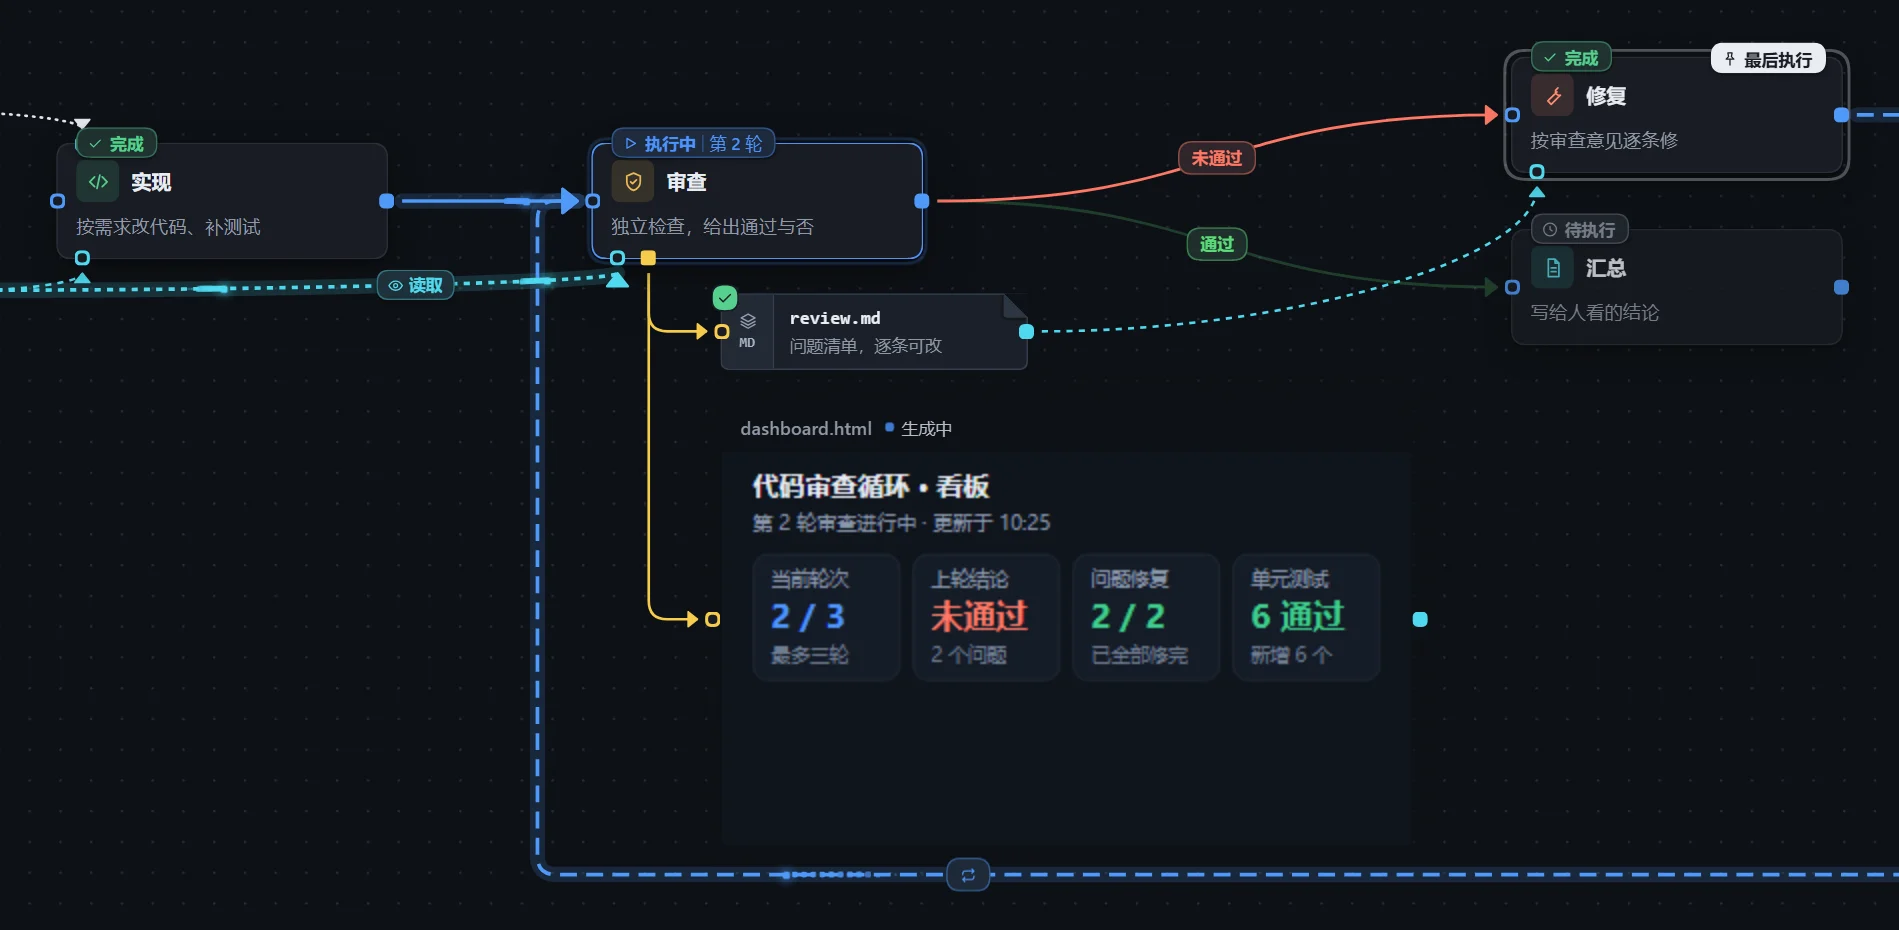 完成
实现
按需求改代码、补测试
读取
执行中 第 2 轮
审查
独立检查，给出通过与否
未通过
通过
完成
最后执行
修复
按审查意见逐条修
待执行
汇总
写给人看的结论
MD
review.md
问题清单，逐条可改
dashboard.html 生成中
代码审查循环 • 看板
第 2 轮审查进行中 · 更新于 10:25
当前轮次
2 / 3
最多三轮
上轮结论
未通过
2 个问题
问题修复
2 / 2
已全部修完
单元测试
6 通过
新增 6 个